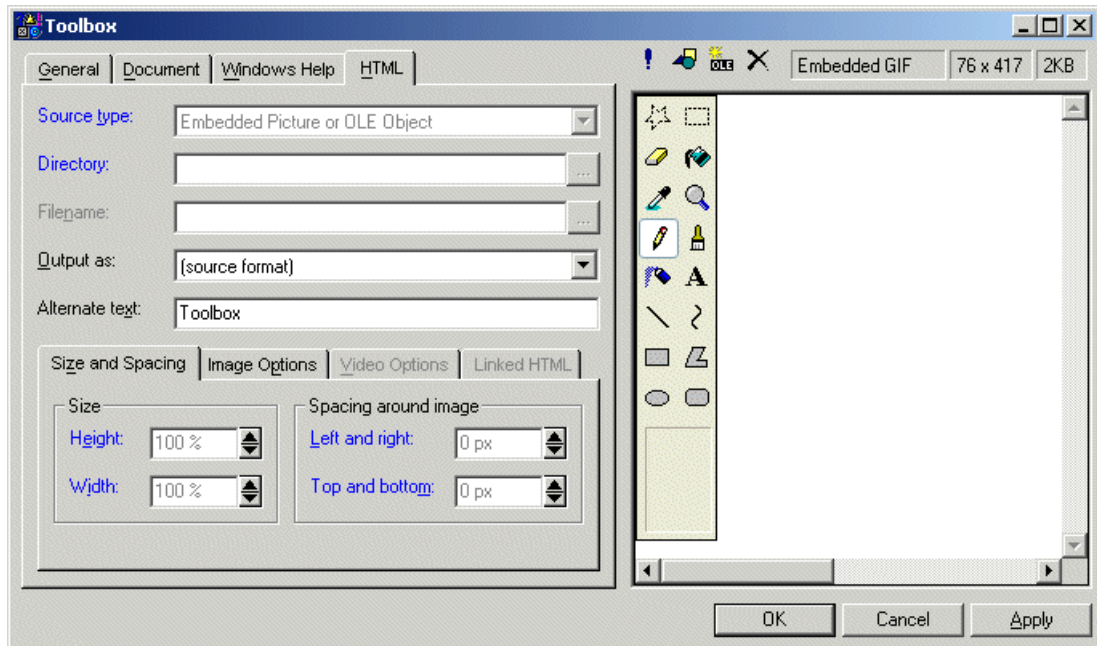 Toolbox
General Document Windows Help HTML
OLE Embedded GIF 76 x 417 2KB
Source type: Embedded Picture or OLE Object
Directory: ...
Filename: ...
Output as: (source format)
Alternate text: Toolbox
A
Size and Spacing Image Options Video Options Linked HTML
Size Spacing around image
Height: 100 % Left and right: 0 px
Width: 100 % Top and bottom: 0 px
OK Cancel Apply